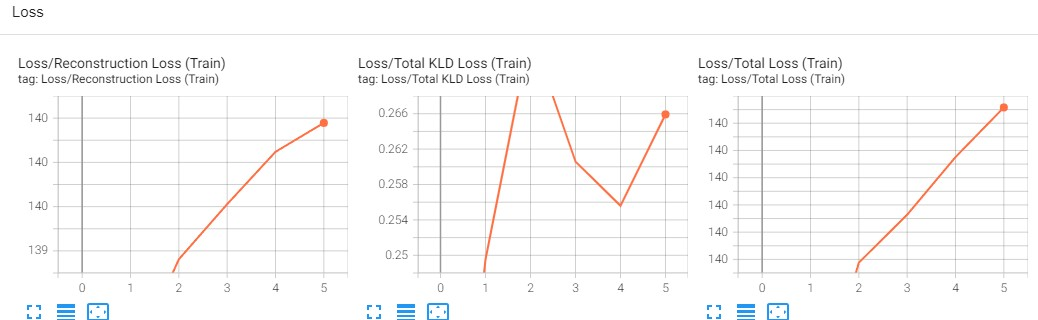 Loss
Loss/Reconstruction Loss (Train)
tag: Loss/Reconstruction Loss (Train)
140
140
140
139
0 1 2 3 4 5
Loss/Total KLD Loss (Train)
tag: Loss/Total KLD Loss (Train)
0.266
0.262
0.258
0.254
0.25
0 1 2 3 4 5
Loss/Total Loss (Train)
tag: Loss/Total Loss (Train)
140
140
140
140
140
140
0 1 2 3 4 5